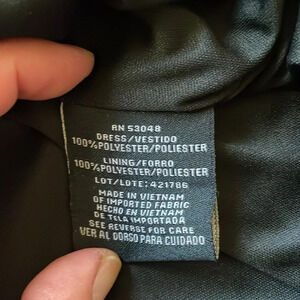 RN 53048
DRESS/VESTIDO
100%POLYESTER/POLIESTER
LINING/FORRO
100%POLYESTER/POLIESTER
LOT/LOTE: 421786
MADE IN VIETNAM
OF IMPORTED FABRIC
HECHO EN VIETNAM
DE TELA IMPORTADA
SEE REVERSE FOR CARE
VER AL DORSO PARA CUIDADO